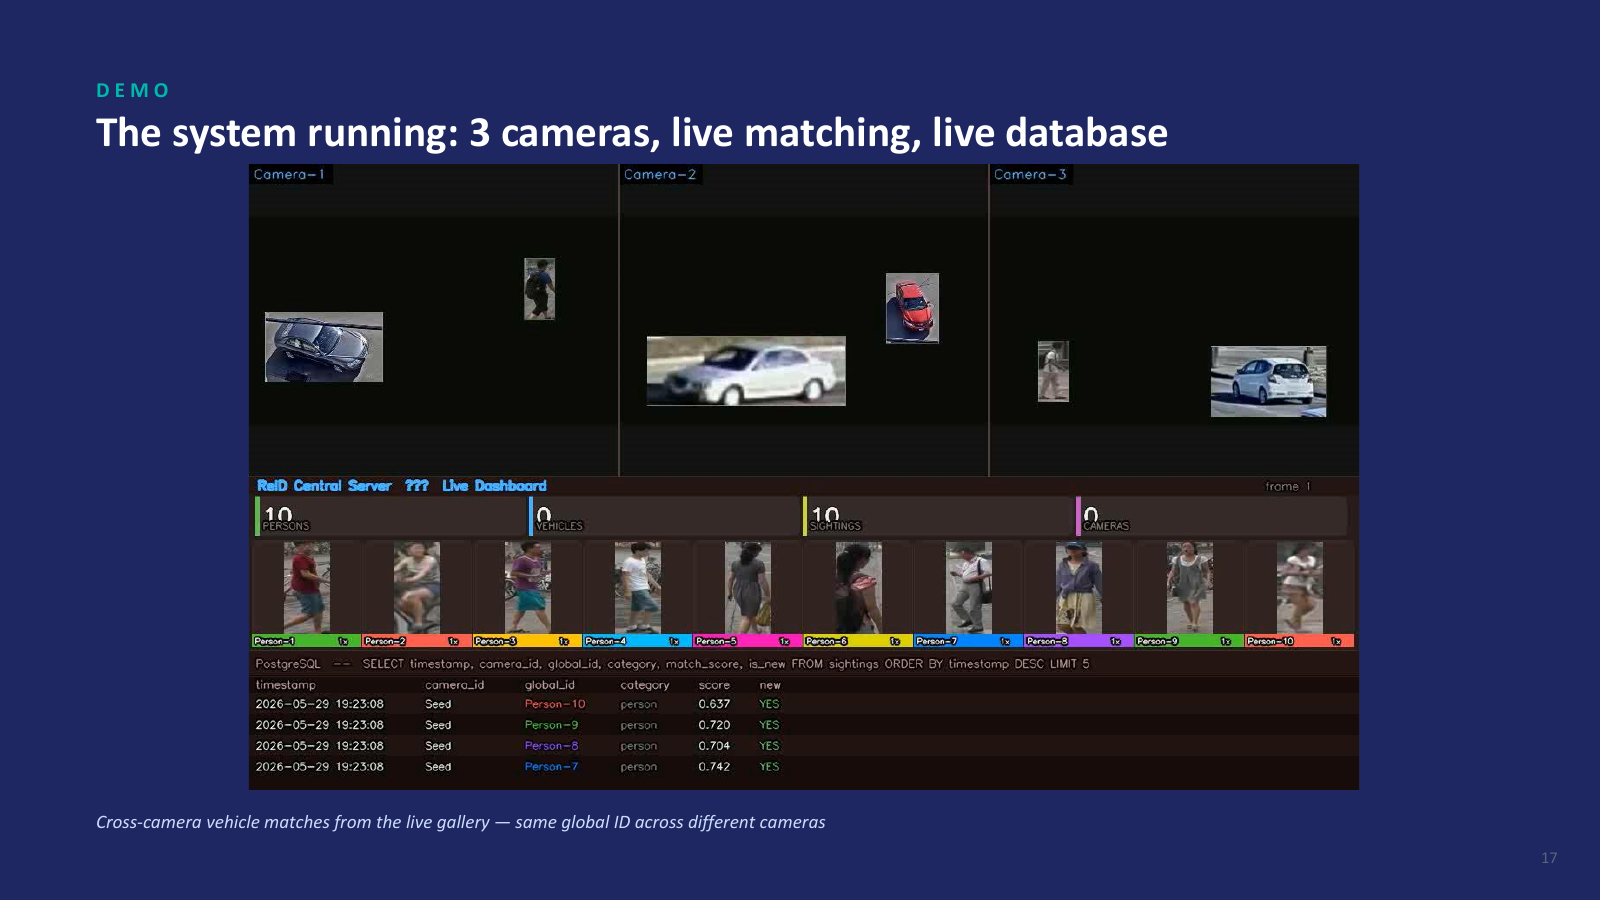 DEMO
The system running: 3 cameras, live matching, live database
Camera-1
Camera-2
Camera-3
ReID Central Server ??? Live Dashboard
frame 1
10
PERSONS
0
VEHICLES
10
SIGHTINGS
0
CAMERAS
Person-1 1x
Person-2 1x
Person-3 1x
Person-4 1x
Person-5 1x
Person-6 1x
Person-7 1x
Person-8 1x
Person-9 1x
Person-10 1x
PostgreSQL -- SELECT timestamp, camera_id, global_id, category, match_score, is_new FROM sightings ORDER BY timestamp DESC LIMIT 5
timestamp camera_id global_id category score new
2026-05-29 19:23:08 Seed Person-10 person 0.637 YES
2026-05-29 19:23:08 Seed Person-9 person 0.720 YES
2026-05-29 19:23:08 Seed Person-8 person 0.704 YES
2026-05-29 19:23:08 Seed Person-7 person 0.742 YES
Cross-camera vehicle matches from the live gallery — same global ID across different cameras
17